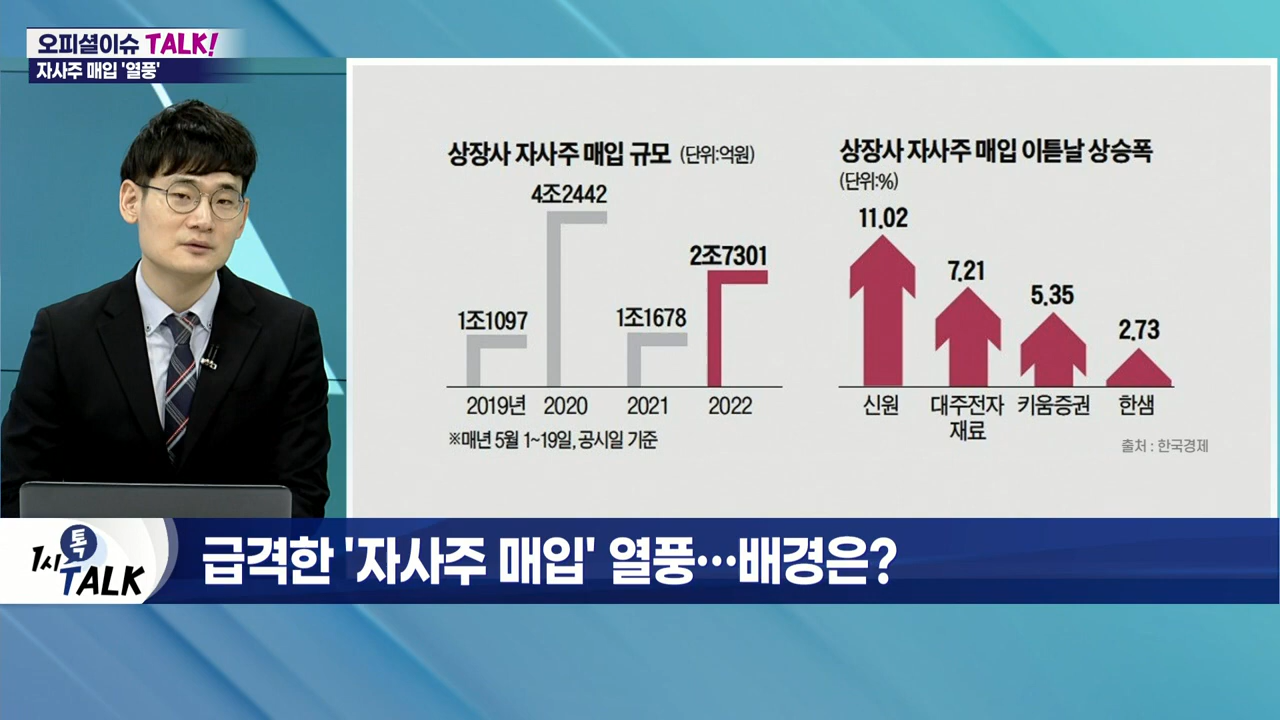 오피셜이슈 TALK!
자사주 매입 '열풍'
상장사 자사주 매입 규모 (단위:억원)
4조2442
2조7301
1조1097
1조1678
2019년 2020 2021 2022
※매년 5월 1~19일, 공시일 기준
상장사 자사주 매입 이튿날 상승폭
(단위:%)
11.02
7.21
5.35
2.73
신원 대주전자 키움증권 한샘
재료
출처 : 한국경제
1시 톡 TALK
급격한 '자사주 매입' 열풍…배경은?